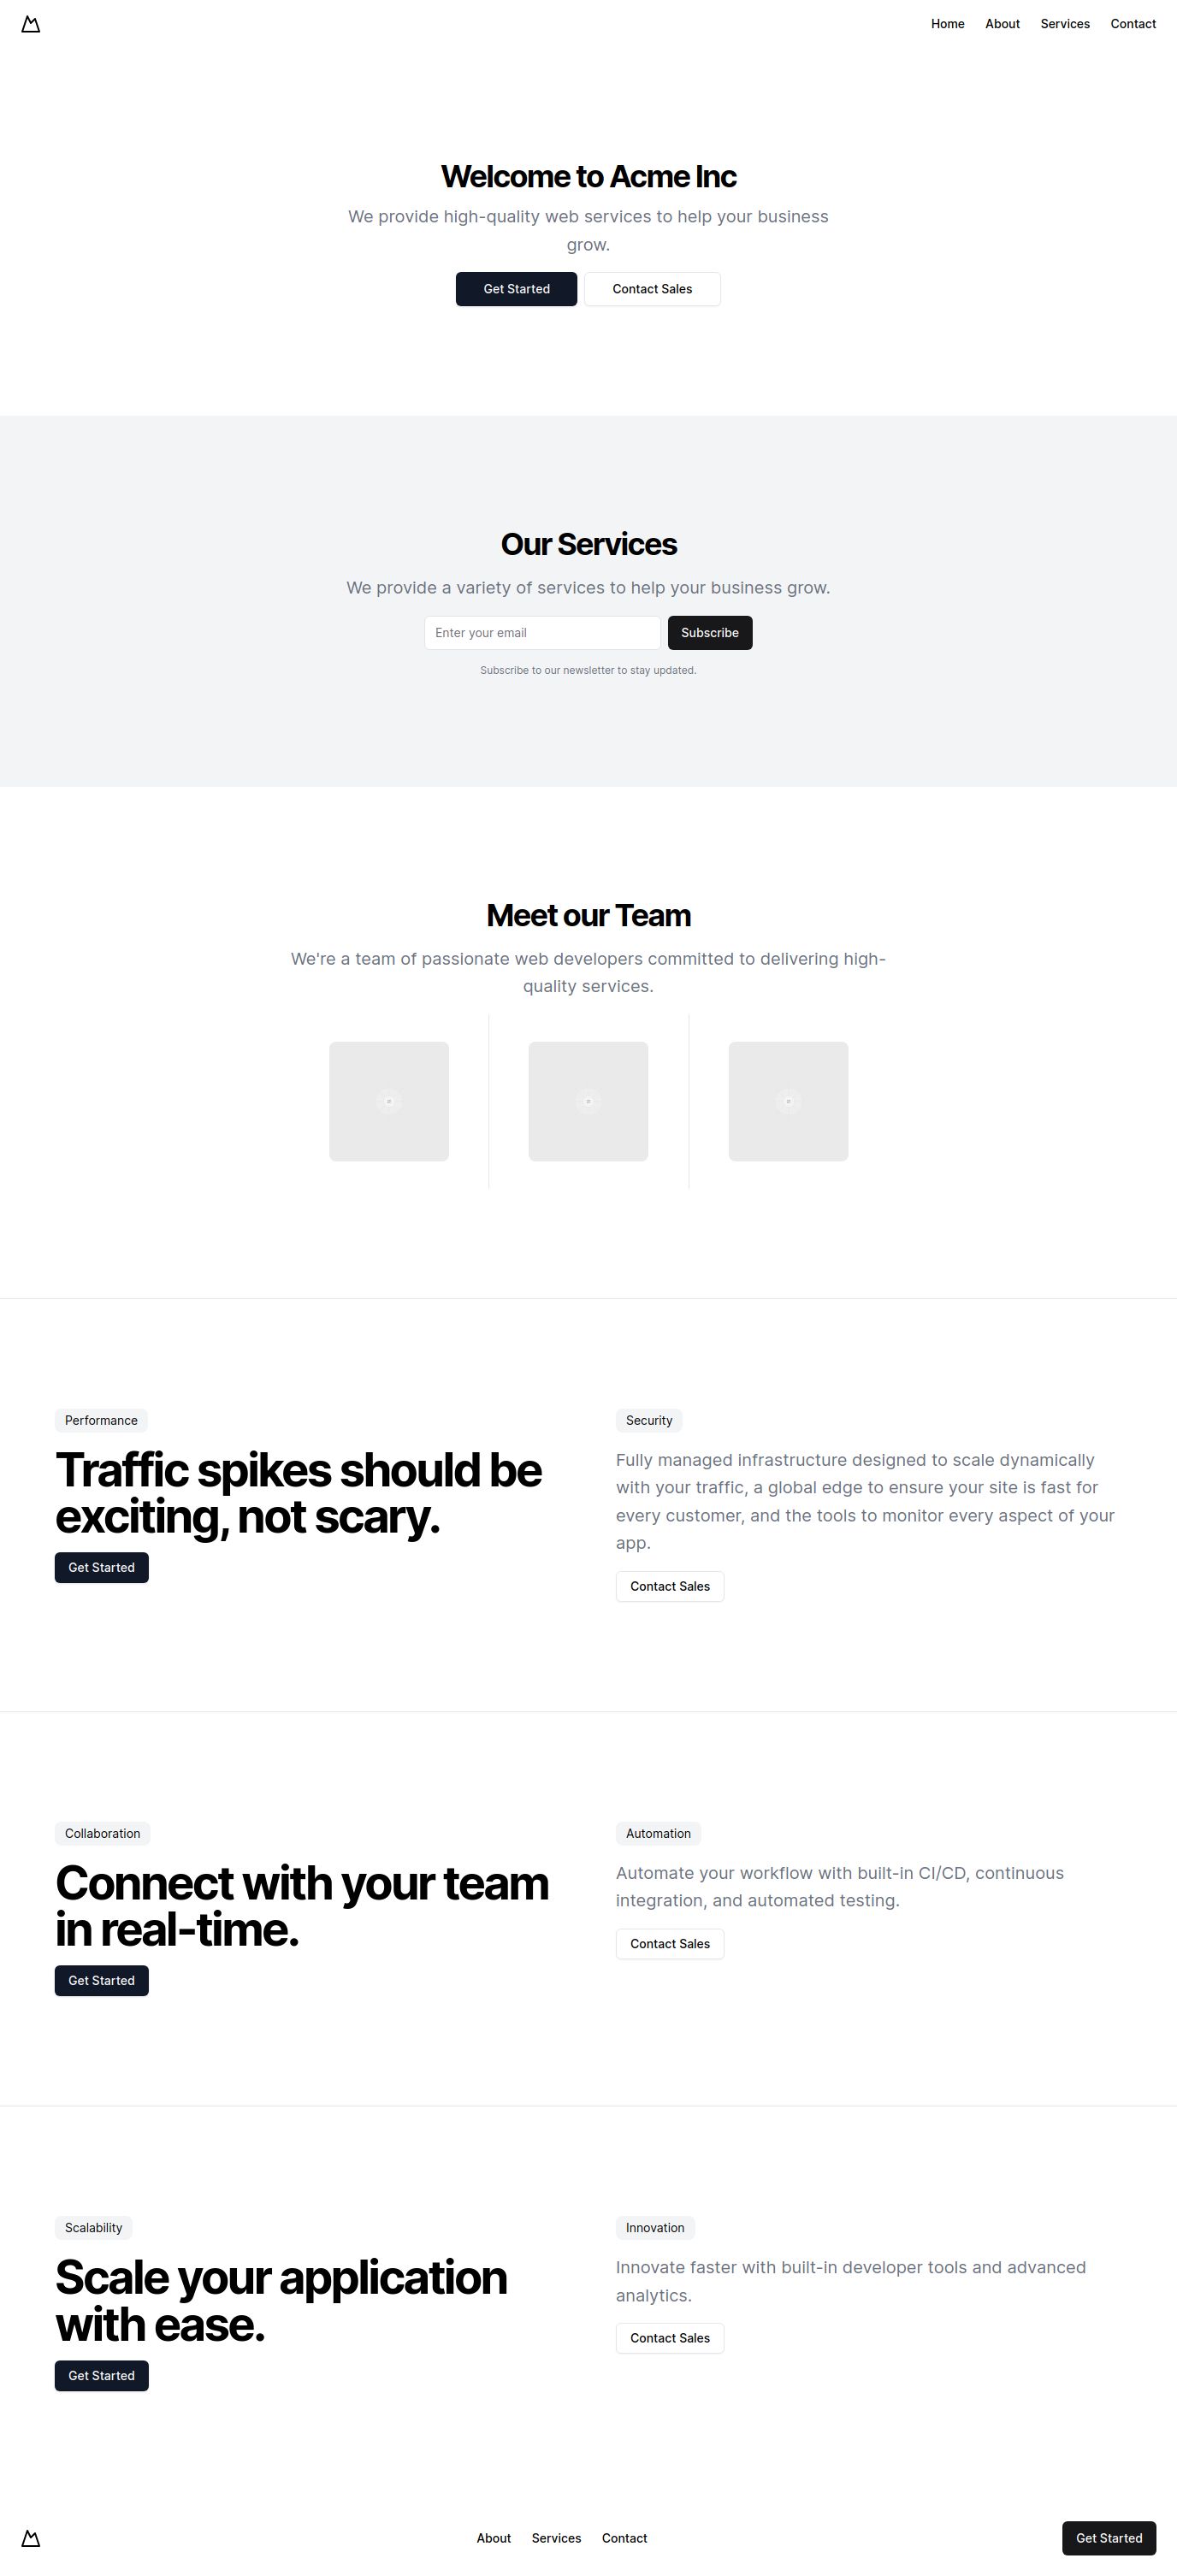 Home About Services Contact
Welcome to Acme Inc
We provide high-quality web services to help your business
grow.
Get Started Contact Sales
Our Services
We provide a variety of services to help your business grow.
Enter your email Subscribe
Subscribe to our newsletter to stay updated.
Meet our Team
We're a team of passionate web developers committed to delivering high-
quality services.
Performance
Traffic spikes should be
exciting, not scary.
Get Started
Security
Fully managed infrastructure designed to scale dynamically
with your traffic, a global edge to ensure your site is fast for
every customer, and the tools to monitor every aspect of your
app.
Contact Sales
Collaboration
Connect with your team
in real-time.
Get Started
Automation
Automate your workflow with built-in CI/CD, continuous
integration, and automated testing.
Contact Sales
Scalability
Scale your application
with ease.
Get Started
Innovation
Innovate faster with built-in developer tools and advanced
analytics.
Contact Sales
About Services Contact Get Started